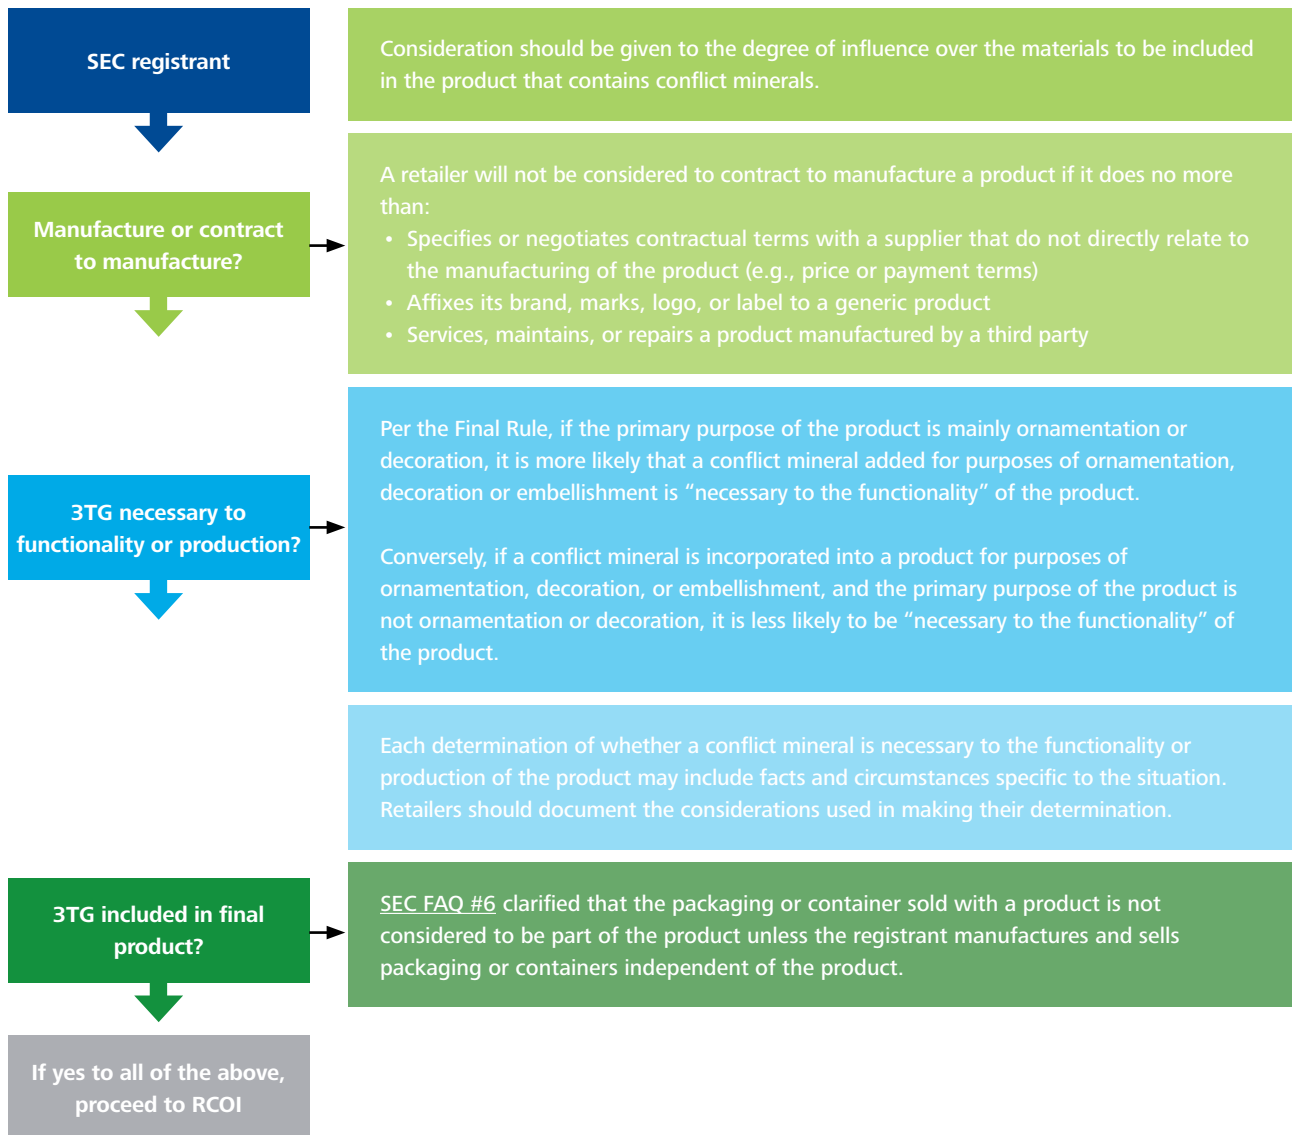 SEC registrant
Consideration should be given to the degree of influence over the materials to be included
in the product that contains conflict minerals.
Manufacture or contract
to manufacture?
A retailer will not be considered to contract to manufacture a product if it does no more
than:
• Specifies or negotiates contractual terms with a supplier that do not directly relate to
the manufacturing of the product (e.g., price or payment terms)
• Affixes its brand, marks, logo, or label to a generic product
• Services, maintains, or repairs a product manufactured by a third party
3TG necessary to
functionality or production?
Per the Final Rule, if the primary purpose of the product is mainly ornamentation or
decoration, it is more likely that a conflict mineral added for purposes of ornamentation,
decoration or embellishment is “necessary to the functionality” of the product.
Conversely, if a conflict mineral is incorporated into a product for purposes of
ornamentation, decoration, or embellishment, and the primary purpose of the product is
not ornamentation or decoration, it is less likely to be “necessary to the functionality” of
the product.
Each determination of whether a conflict mineral is necessary to the functionality or
production of the product may include facts and circumstances specific to the situation.
Retailers should document the considerations used in making their determination.
3TG included in final
product?
SEC FAQ #6 clarified that the packaging or container sold with a product is not
considered to be part of the product unless the registrant manufactures and sells
packaging or containers independent of the product.
If yes to all of the above,
proceed to RCOI